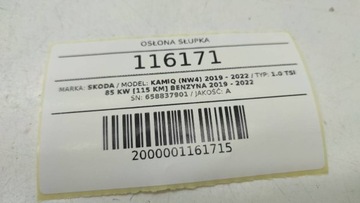 OSŁONA SŁUPKA
116171
MARKA: SKODA / MODEL: KAMIQ (NW4) 2019 - 2022 / TYP: 1.0 TSI
85 KW [115 KM] BENZYNA 2019 - 2022
SN: 658837901 / JAKOŚĆ: A
2000001161715